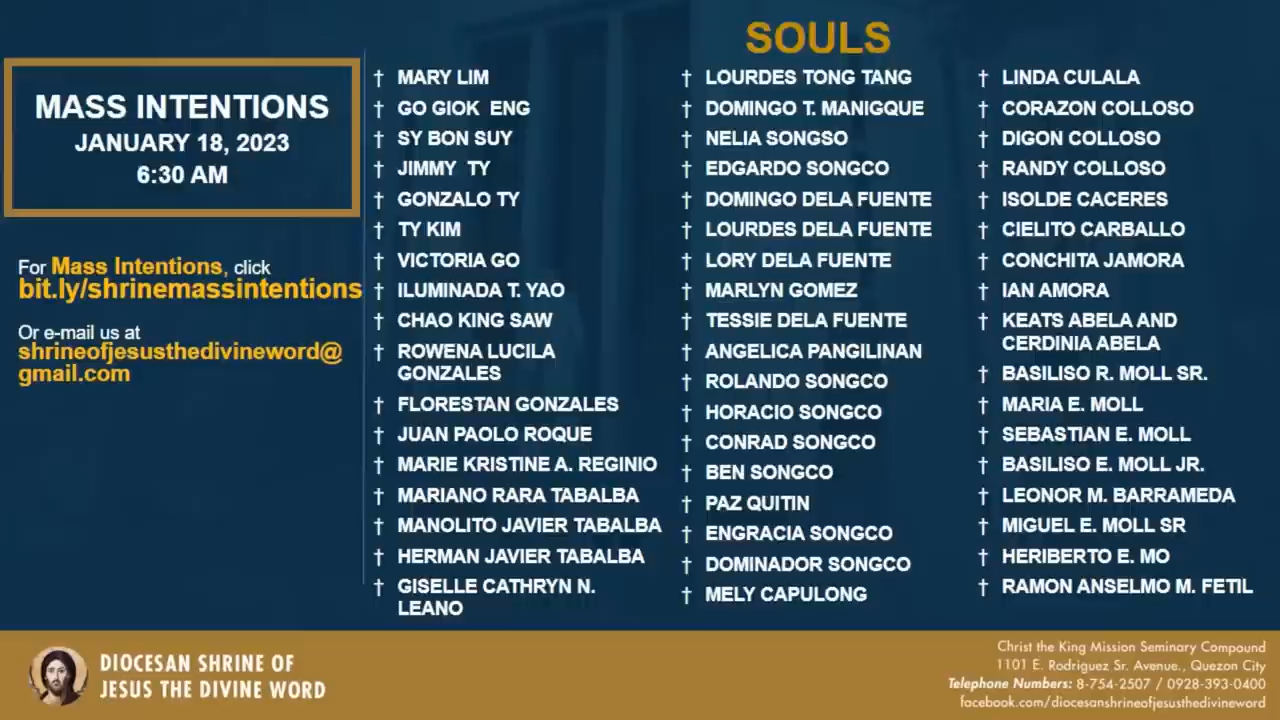 SOULS
MASS INTENTIONS
JANUARY 18, 2023
6:30 AM
For Mass Intentions, click
bit.ly/shrinemassintentions
Or e-mail us at
shrineofjesusthedivineword@
gmail.com
† MARY LIM
† GO GIOK ENG
† SY BON SUY
† JIMMY TY
† GONZALO TY
† TY KIM
† VICTORIA GO
† ILUMINADA T. YAO
† CHAO KING SAW
† ROWENA LUCILA
GONZALES
† FLORESTAN GONZALES
† JUAN PAOLO ROQUE
† MARIE KRISTINE A. REGINIO
† MARIANO RARA TABALBA
† MANOLITO JAVIER TABALBA
† HERMAN JAVIER TABALBA
† GISELLE CATHRYN N.
LEANO
† LOURDES TONG TANG
† DOMINGO T. MANIGQUE
† NELIA SONGSO
† EDGARDO SONGCO
† DOMINGO DELA FUENTE
† LOURDES DELA FUENTE
† LORY DELA FUENTE
† MARLYN GOMEZ
† TESSIE DELA FUENTE
† ANGELICA PANGILINAN
† ROLANDO SONGCO
† HORACIO SONGCO
† CONRAD SONGCO
† BEN SONGCO
† PAZ QUITIN
† ENGRACIA SONGCO
† DOMINADOR SONGCO
† MELY CAPULONG
† LINDA CULALA
† CORAZON COLLOSO
† DIGON COLLOSO
† RANDY COLLOSO
† ISOLDE CACERES
† CIELITO CARBALLO
† CONCHITA JAMORA
† IAN AMORA
† KEATS ABELA AND
CERDINIA ABELA
† BASILISO R. MOLL SR.
† MARIA E. MOLL
† SEBASTIAN E. MOLL
† BASILISO E. MOLL JR.
† LEONOR M. BARRAMEDA
† MIGUEL E. MOLL SR
† HERIBERTO E. MO
† RAMON ANSELMO M. FETIL
DIOCESAN SHRINE OF
JESUS THE DIVINE WORD
Christ the King Mission Seminary Compound
1101 E. Rodriguez Sr. Avenue., Quezon City
Telephone Numbers: 8-754-2507 / 0928-393-0400
facebook.com/diocesanshrineofjesusthedivineword